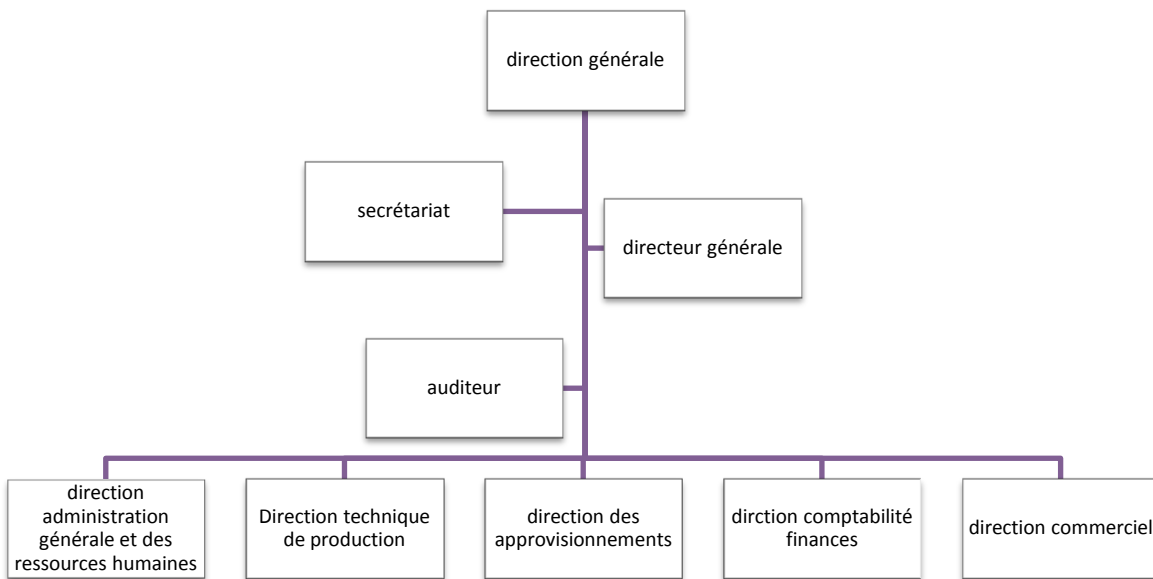 direction générale
secrétariat
directeur générale
auditeur
direction
administration
générale et des
ressources humaines
Direction technique
de production
direction des
approvisionnements
dirction comptabilité
finances
direction commerciel